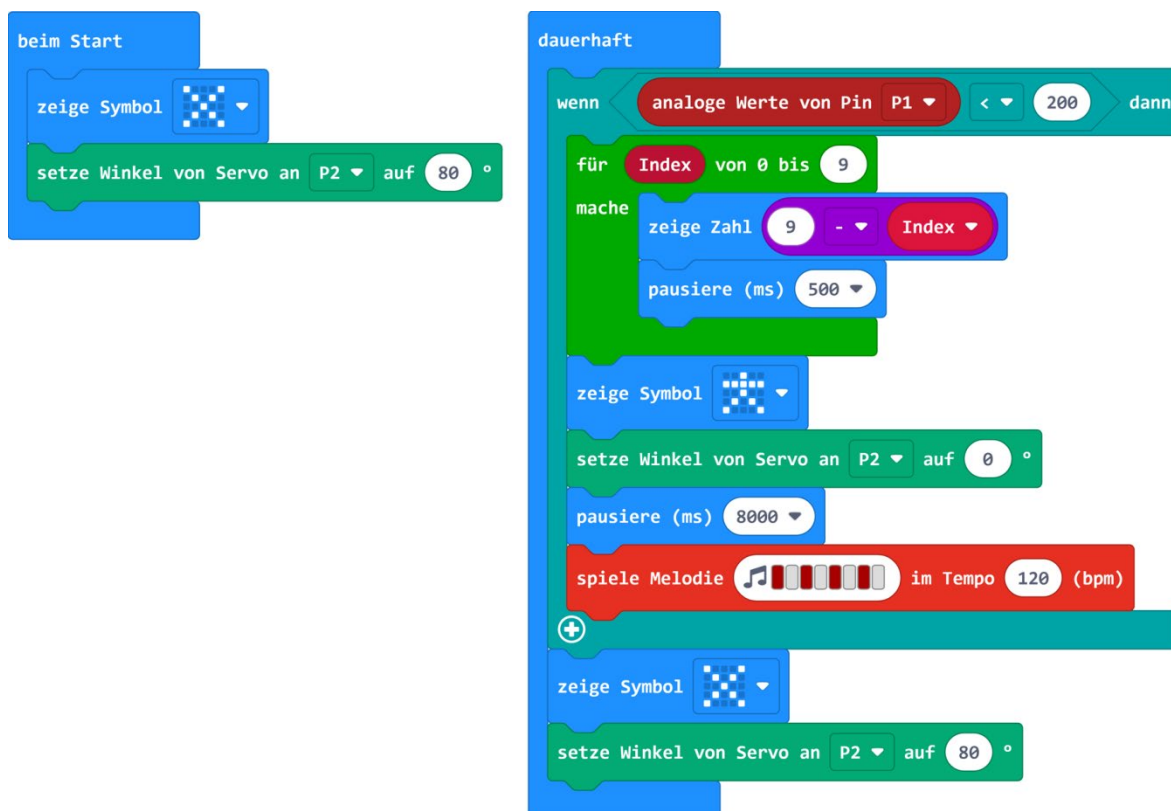 beim Start
zeige Symbol
setze Winkel von Servo an P2 auf 80 °
dauerhaft
wenn analoge Werte von Pin P1 < 200 dann
für Index von 0 bis 9
mache
zeige Zahl 9 - Index
pausiere (ms) 500
zeige Symbol
setze Winkel von Servo an P2 auf 0 °
pausiere (ms) 8000
spiele Melodie im Tempo 120 (bpm)
zeige Symbol
setze Winkel von Servo an P2 auf 80 °